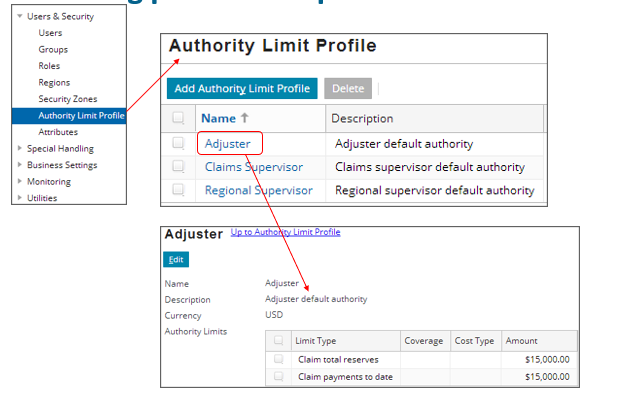 Users & Security
Users
Groups
Roles
Regions
Security Zones
Authority Limit Profile
Attributes
Special Handling
Business Settings
Monitoring
Utilities
Authority Limit Profile
Add Authority Limit Profile Delete
Name Description
Adjuster Adjuster default authority
Claims Supervisor Claims supervisor default authority
Regional Supervisor Regional supervisor default authority
Adjuster Up to Authority Limit Profile
Edit
Name Adjuster
Description Adjuster default authority
Currency USD
Authority Limits
Limit Type Coverage Cost Type Amount
Claim total reserves $15,000.00
Claim payments to date $15,000.00